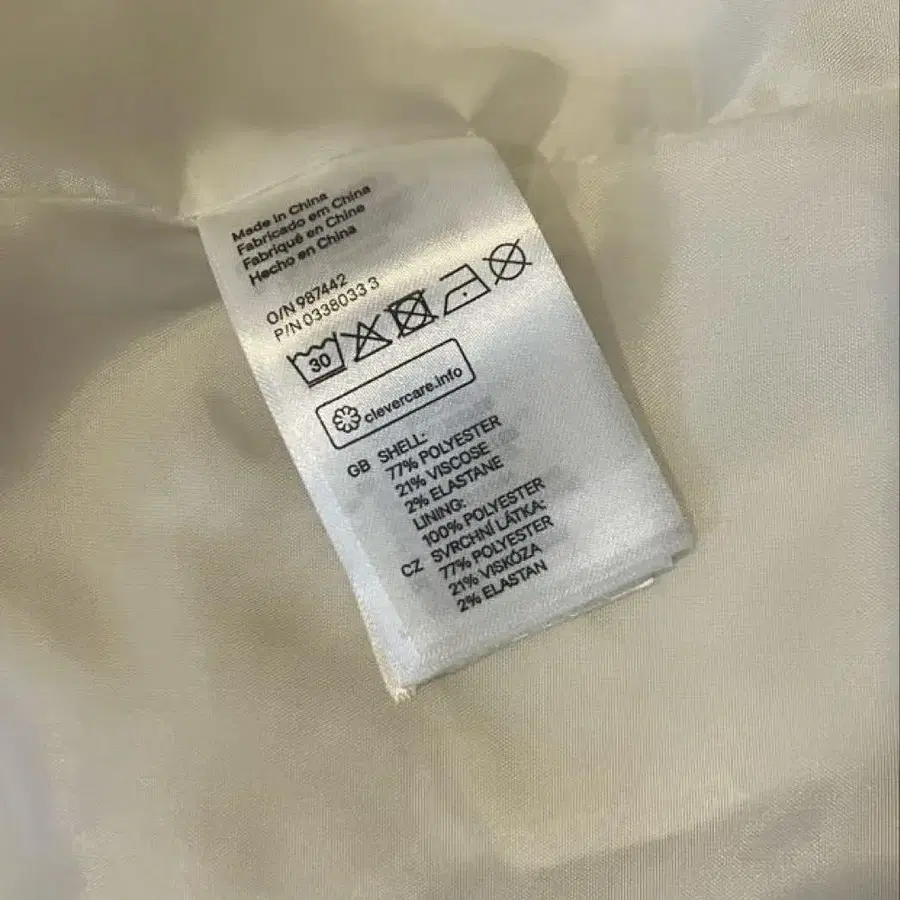 Made in China
Fabricado em China
Fabriqué en Chine
Hecho en China
O/N 987442
P/N 0338033 3
30
clevercare.info
GB SHELL:
77% POLYESTER
21% VISCOSE
2% ELASTANE
LINING:
100% POLYESTER
CZ SVRCHNÍ LÁTKA:
77% POLYESTER
21% VISKÓZA
2% ELASTAN